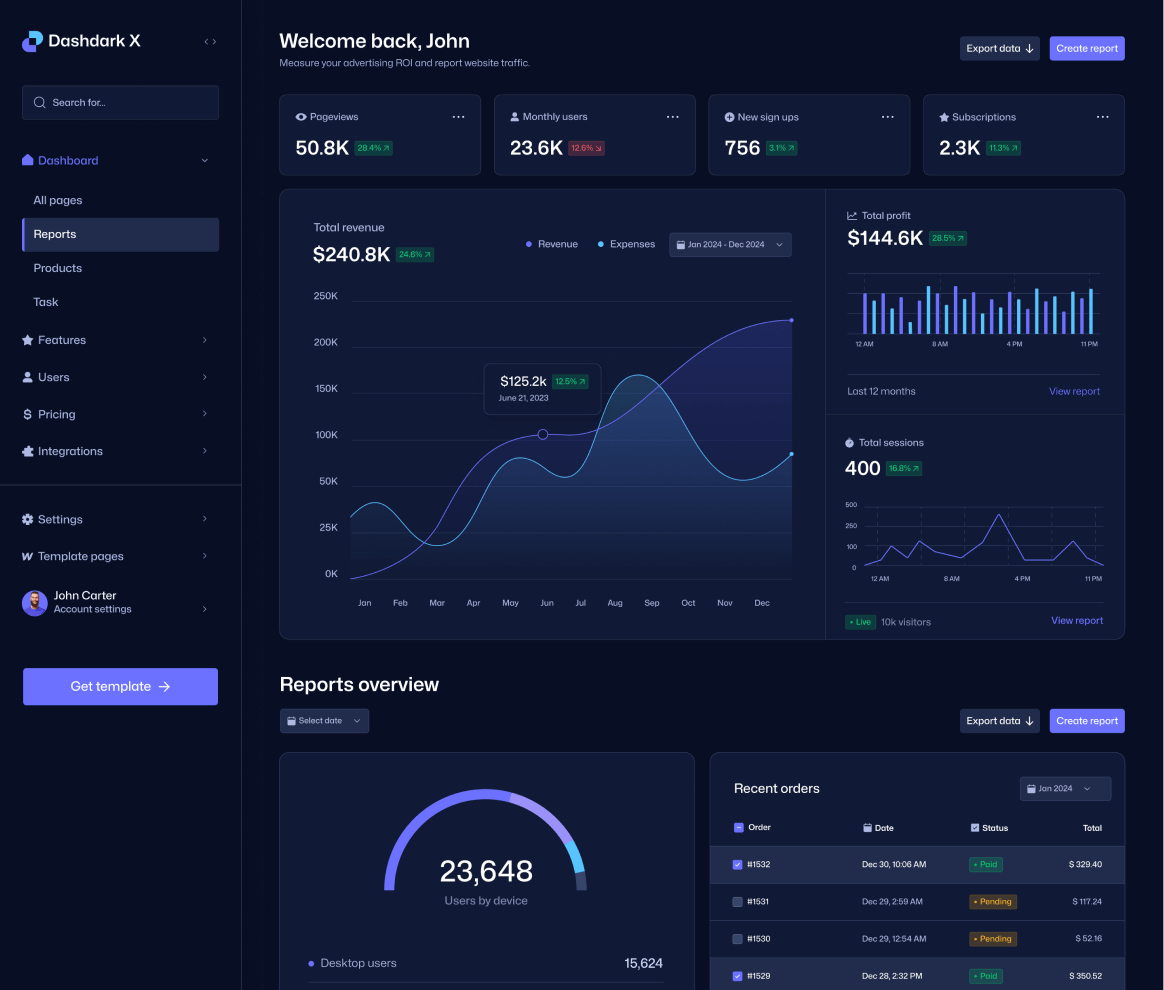 Dashdark X
Search for...
Dashboard
All pages
Reports
Products
Task
Features
Users
Pricing
Integrations
Settings
Template pages
John Carter
Account settings
Get template
Welcome back, John
Measure your advertising ROI and report website traffic.
Export data
Create report
Pageviews
50.8K 28.4%
Monthly users
23.6K 12.6%
New sign ups
756 3.1%
Subscriptions
2.3K 11.3%
Total revenue
$240.8K 24.6%
Revenue
Expenses
Jan 2024 - Dec 2024
250K
200K
150K
100K
50K
25K
0K
$125.2k 12.5%
June 21, 2023
Jan Feb Mar Apr May Jun Jul Aug Sep Oct Nov Dec
Total profit
$144.6K 28.5%
12 AM 8 AM 4 PM 11 PM
Last 12 months
View report
Total sessions
400 16.8%
500
250
100
0
12 AM 8 AM 4 PM 11 PM
Live 10k visitors
View report
Reports overview
Select date
Export data
Create report
23,648
Users by device
Desktop users 15,624
Recent orders
Jan 2024
Order Date Status Total
#1532 Dec 30, 10:06 AM Paid $ 329.40
#1531 Dec 29, 2:59 AM Pending $ 117.24
#1530 Dec 29, 12:54 AM Pending $ 52.16
#1529 Dec 28, 2:32 PM Paid $ 350.52